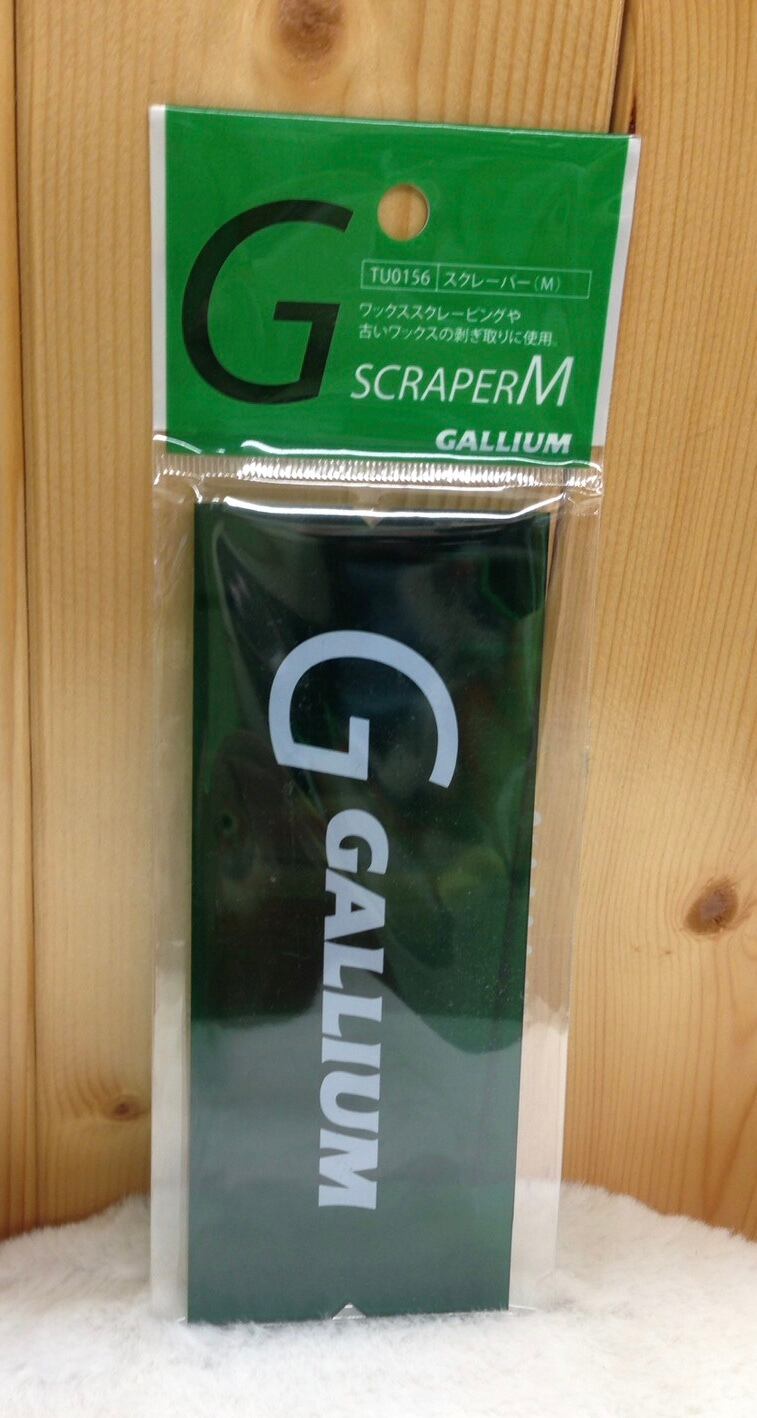 G
TU0156 スクレーパー(M)
ワックススクレーピングや
古いワックスの剥ぎ取りに使用。
SCRAPERM
GALLIUM
G
GALLIUM